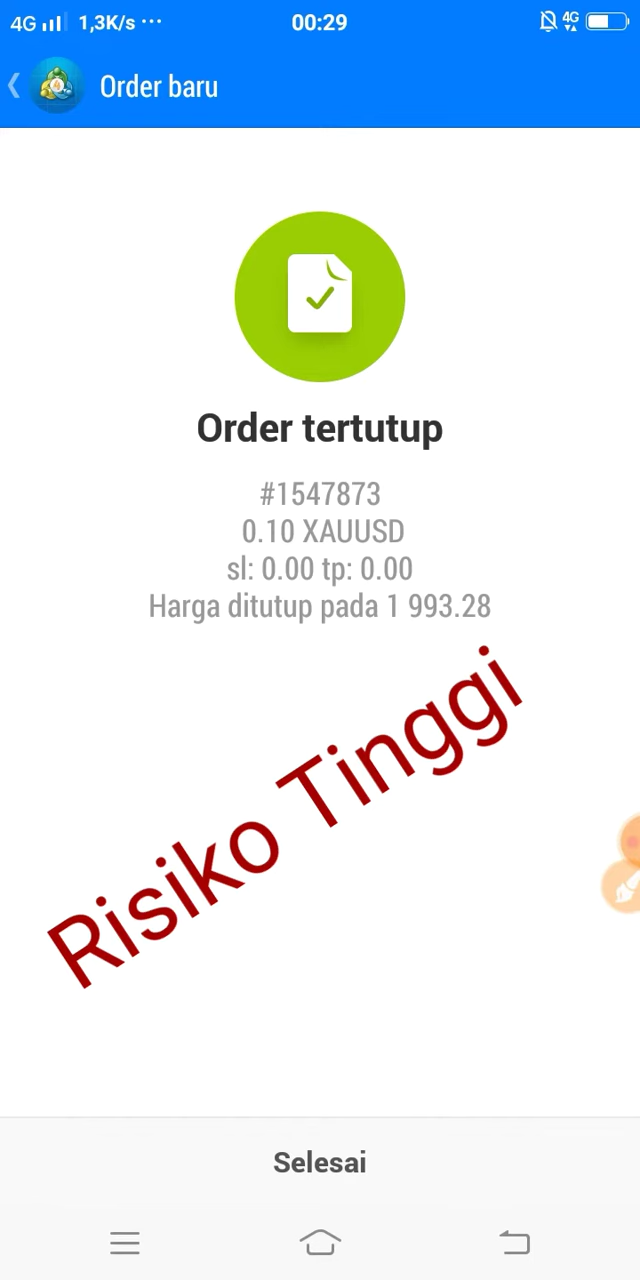 4G 1,3K/s ... 00:29 4G
Order baru
Order tertutup
#1547873
0.10 XAUUSD
sl: 0.00 tp: 0.00
Harga ditutup pada 1 993.28
Risiko Tinggi
Selesai